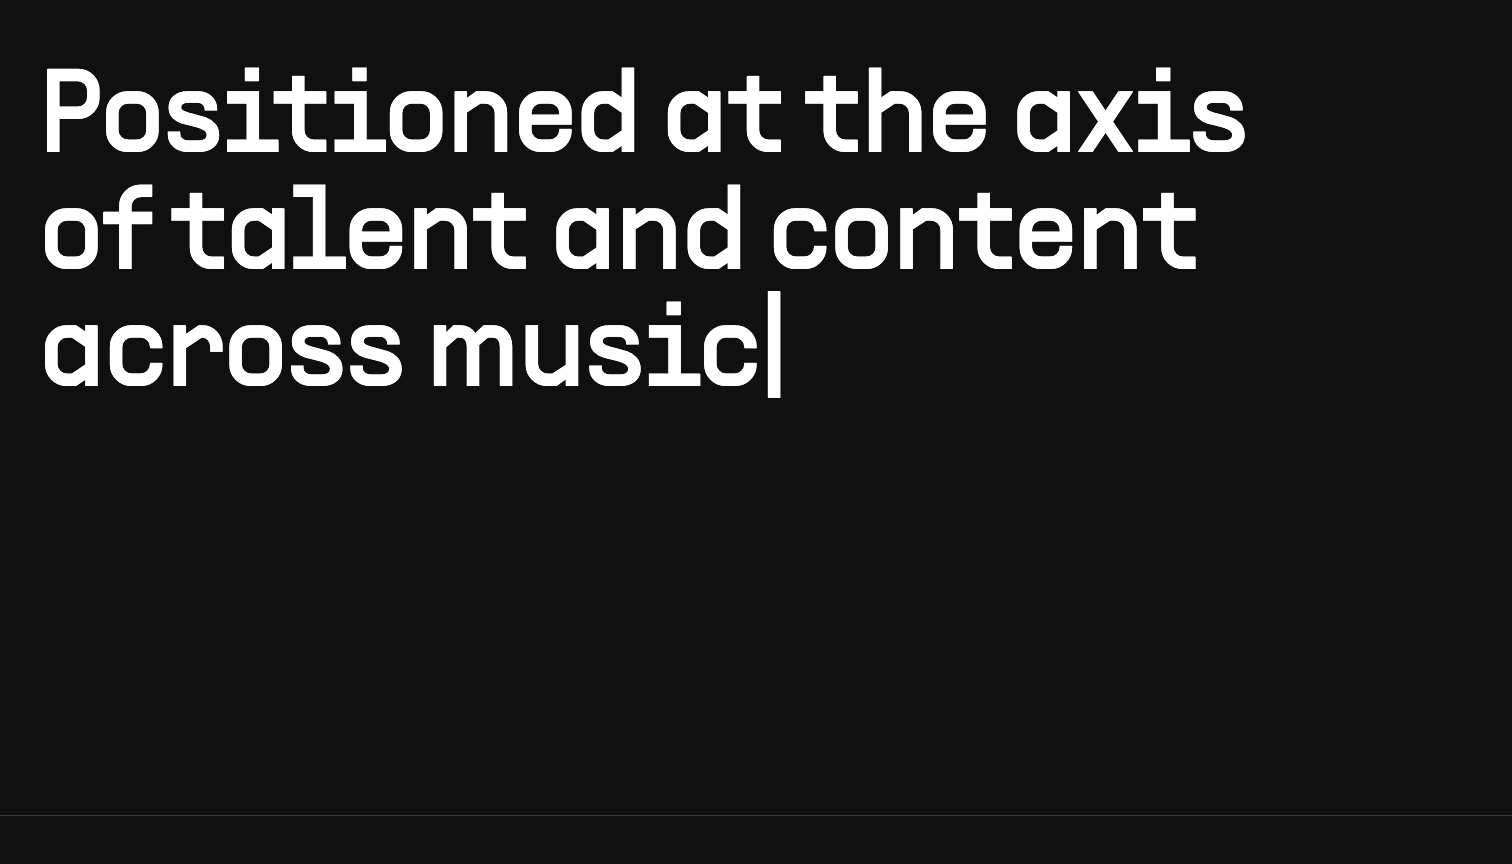 Positioned at the axis
of talent and content
across music